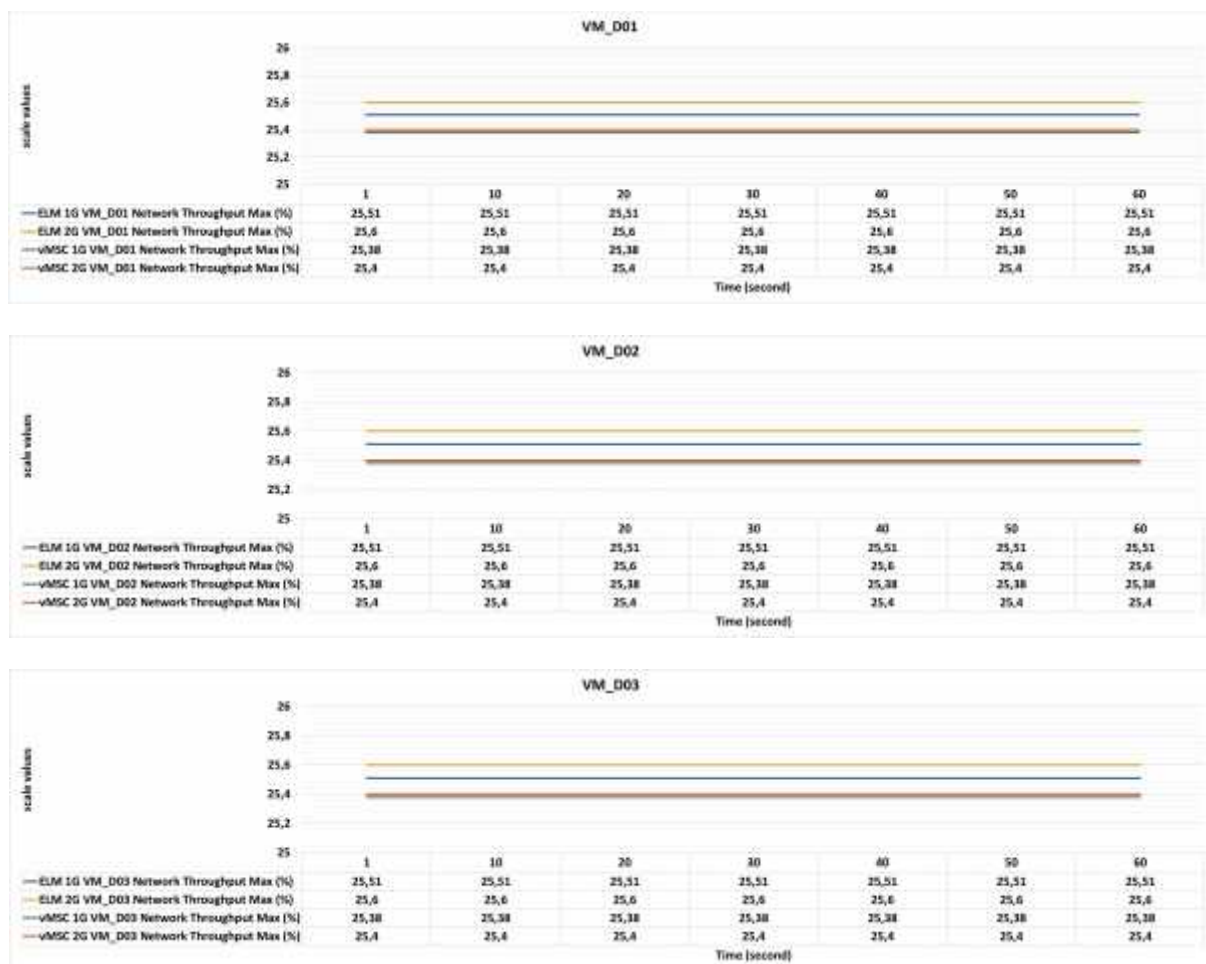 VM_D01
26
25,8
25,6
25,4
25,2
25
scale values
1 10 20 30 40 50 60
ELM 1G VM_D01 Network Throughput Max (%) 25,51 25,51 25,51 25,51 25,51 25,51 25,51
ELM 2G VM_D01 Network Throughput Max (%) 25,6 25,6 25,6 25,6 25,6 25,6 25,6
vMSC 1G VM_D01 Network Throughput Max (%) 25,38 25,38 25,38 25,38 25,38 25,38 25,38
vMSC 2G VM_D01 Network Throughput Max (%) 25,4 25,4 25,4 25,4 25,4 25,4 25,4
Time (second)
VM_D02
26
25,8
25,6
25,4
25,2
25
scale values
1 10 20 30 40 50 60
ELM 1G VM_D02 Network Throughput Max (%) 25,51 25,51 25,51 25,51 25,51 25,51 25,51
ELM 2G VM_D02 Network Throughput Max (%) 25,6 25,6 25,6 25,6 25,6 25,6 25,6
vMSC 1G VM_D02 Network Throughput Max (%) 25,38 25,38 25,38 25,38 25,38 25,38 25,38
vMSC 2G VM_D02 Network Throughput Max (%) 25,4 25,4 25,4 25,4 25,4 25,4 25,4
Time (second)
VM_D03
26
25,8
25,6
25,4
25,2
25
scale values
1 10 20 30 40 50 60
ELM 1G VM_D03 Network Throughput Max (%) 25,51 25,51 25,51 25,51 25,51 25,51 25,51
ELM 2G VM_D03 Network Throughput Max (%) 25,6 25,6 25,6 25,6 25,6 25,6 25,6
vMSC 1G VM_D03 Network Throughput Max (%) 25,38 25,38 25,38 25,38 25,38 25,38 25,38
vMSC 2G VM_D03 Network Throughput Max (%) 25,4 25,4 25,4 25,4 25,4 25,4 25,4
Time (second)